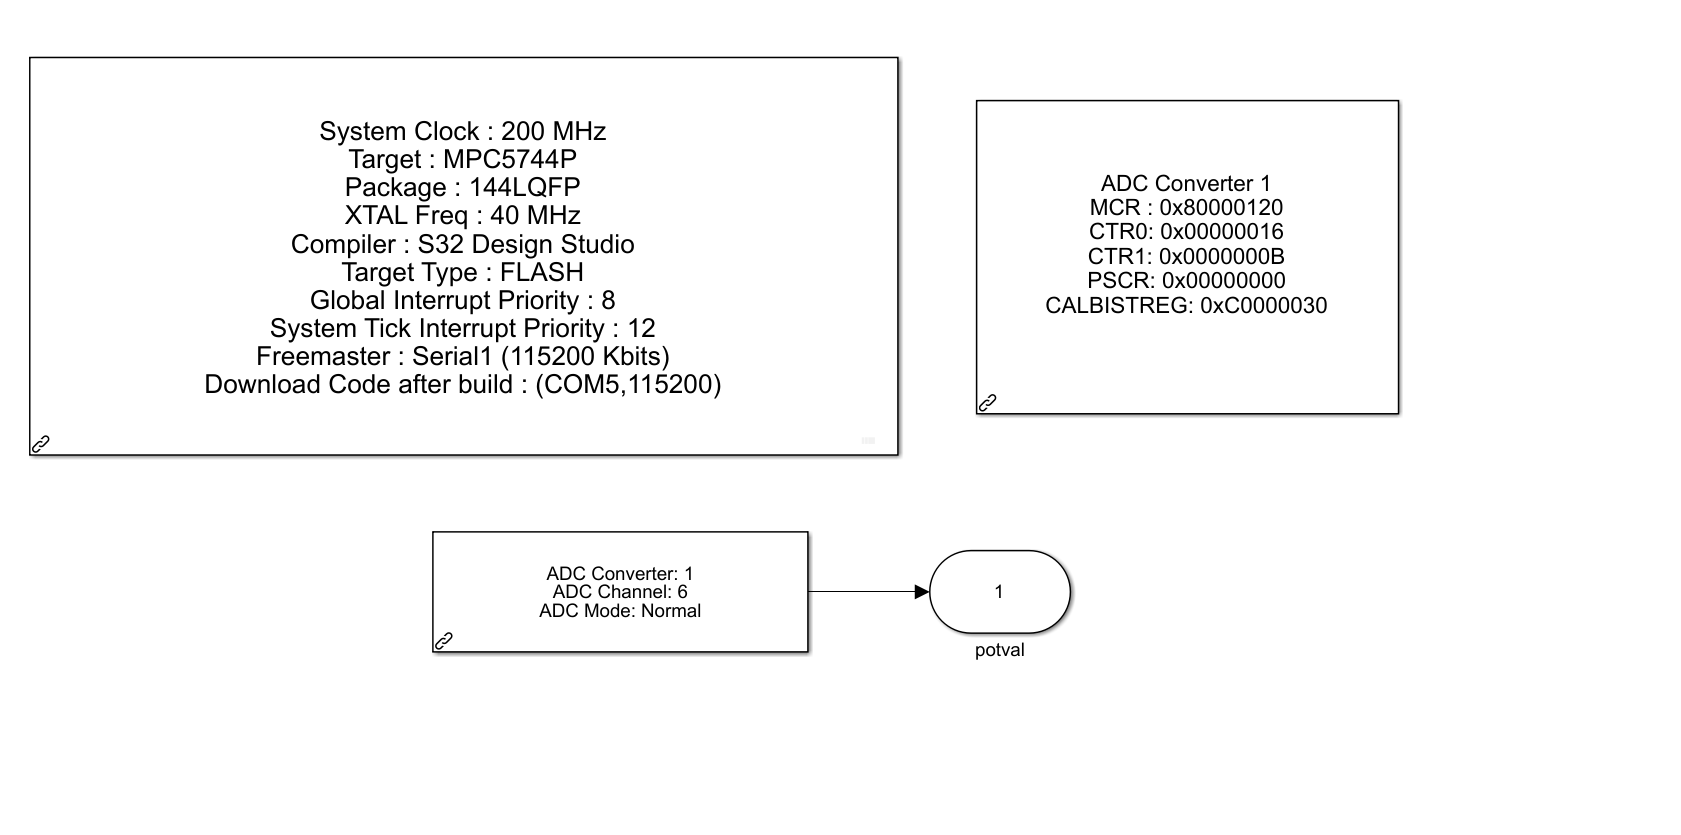 System Clock : 200 MHz
Target : MPC5744P
Package : 144LQFP
XTAL Freq : 40 MHz
Compiler : S32 Design Studio
Target Type : FLASH
Global Interrupt Priority : 8
System Tick Interrupt Priority : 12
Freemaster : Serial1 (115200 Kbits)
Download Code after build : (COM5,115200)
ADC Converter 1
MCR : 0x80000120
CTR0: 0x00000016
CTR1: 0x0000000B
PSCR: 0x00000000
CALBISTREG: 0xC0000030
ADC Converter: 1
ADC Channel: 6
ADC Mode: Normal
1
potval